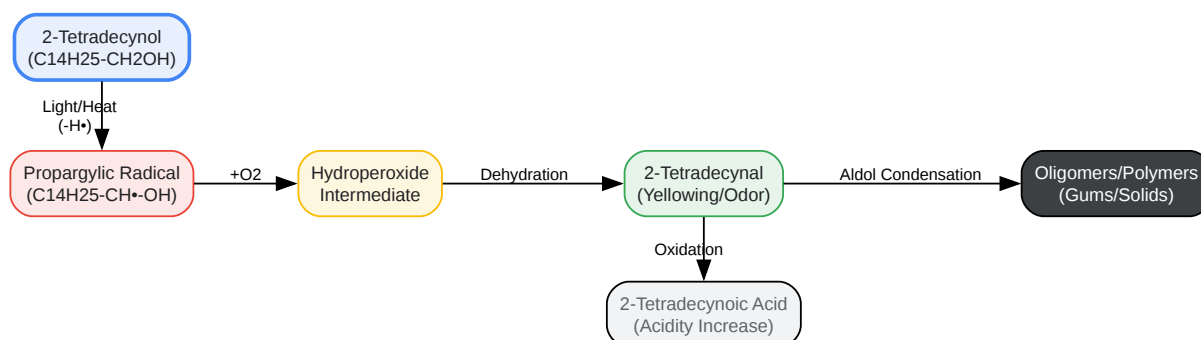 2-Tetradecynol
(C14H25-CH2OH)
Light/Heat
(-H•)
Propargylic Radical
(C14H25-CH•-OH)
+O2
Hydroperoxide
Intermediate
Dehydration
2-Tetradecynal
(Yellowing/Odor)
Aldol Condensation
Oligomers/Polymers
(Gums/Solids)
Oxidation
2-Tetradecynoic Acid
(Acidity Increase)